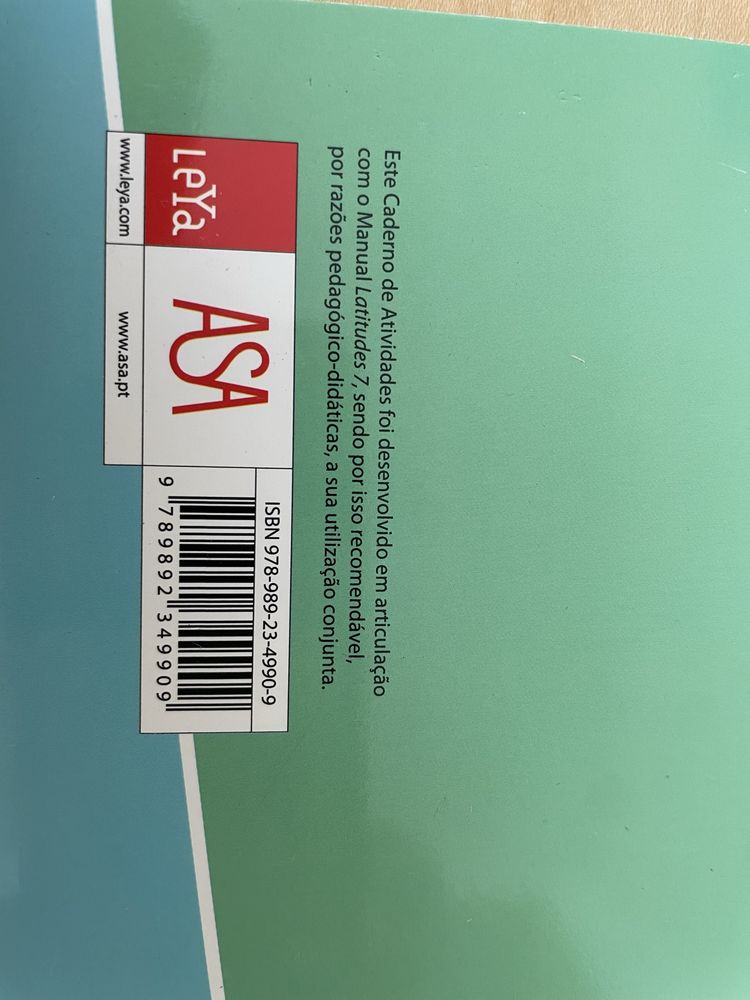 Este Caderno de Atividades foi desenvolvido em articulação
com o Manual Latitudes 7, sendo por isso recomendável,
por razões pedagógico-didáticas, a sua utilização conjunta.
LeYa
ASA
ISBN 978-989-23-4990-9
9 789892 349909
www.leya.com
www.asa.pt